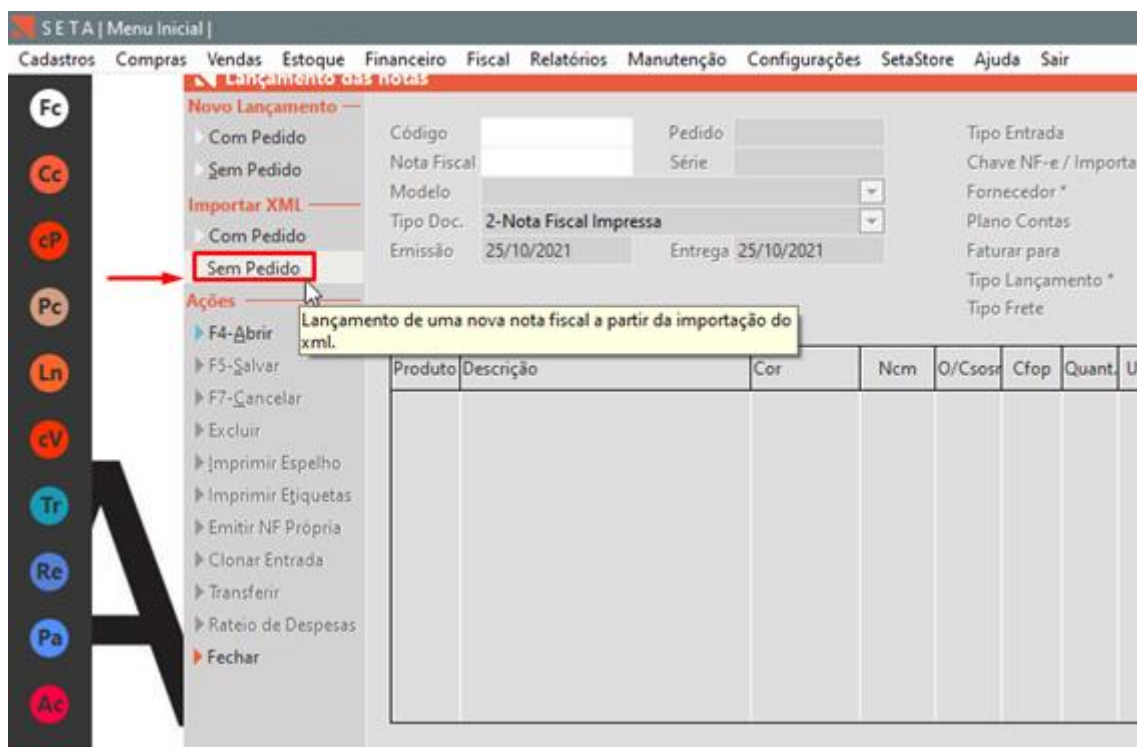 S E T A | Menu Inicial |
Cadastros Compras Vendas Estoque Financeiro Fiscal Relatórios Manutenção Configurações SetaStore Ajuda Sair
Lançamento das notas
Fc
Cc
cP
Pc
Ln
cV
Tr
Re
Pa
Ac
Novo Lançamento
Com Pedido
Sem Pedido
Importar XML
Com Pedido
Sem Pedido
Ações
F4-Abrir
F5-Salvar
F7-Cancelar
Excluir
Imprimir Espelho
Imprimir Etiquetas
Emitir NF Própria
Clonar Entrada
Transferir
Rateio de Despesas
Fechar
Lançamento de uma nova nota fiscal a partir da importação do
xml.
Código Pedido Tipo Entrada
Nota Fiscal Série Chave NF-e / Importa
Modelo Fornecedor *
Tipo Doc. 2-Nota Fiscal Impressa Plano Contas
Emissão 25/10/2021 Entrega 25/10/2021 Faturar para
Tipo Lançamento *
Tipo Frete
Produto Descrição Cor Ncm O/Csosn Cfop Quant. U
A